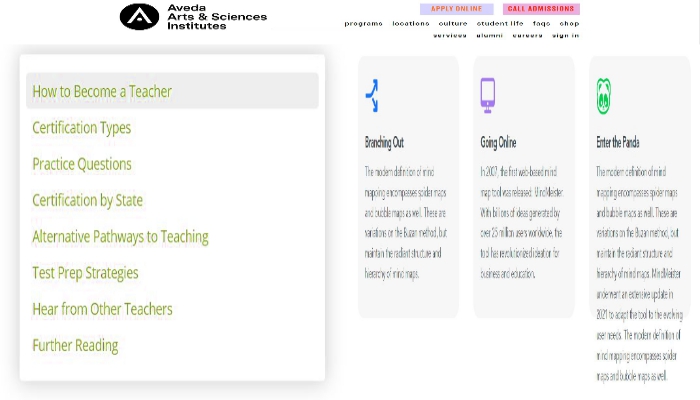 Aveda
Arts & Sciences
Institutes
APPLY ONLINE
CALL ADMISSIONS
programs locations culture student life faqs shop
services alumni careers sign in
How to Become a Teacher
Certification Types
Practice Questions
Certification by State
Alternative Pathways to Teaching
Test Prep Strategies
Hear from Other Teachers
Further Reading
Branching Out
The modern definition of mind
mapping encompasses spider maps
and bubble maps as well. These are
variations on the Buzan method, but
maintain the radiant structure and
hierarchy of mind maps.
Going Online
In 2007, the first web-based mind
map tool was released: MindMeister.
With billions of ideas generated by
over 20 million users worldwide, the
tool has revolutionized ideation for
business and education.
Enter the Panda
The modern definition of mind
mapping encompasses spider maps
and bubble maps as well. These are
variations on the Buzan method, but
maintain the radiant structure and
hierarchy of mind maps. MindMeister
underwent an extensive update in
2021 to adapt the tool to the evolving
user needs. The modern definition of
mind mapping encompasses spider
maps and bubble maps as well.